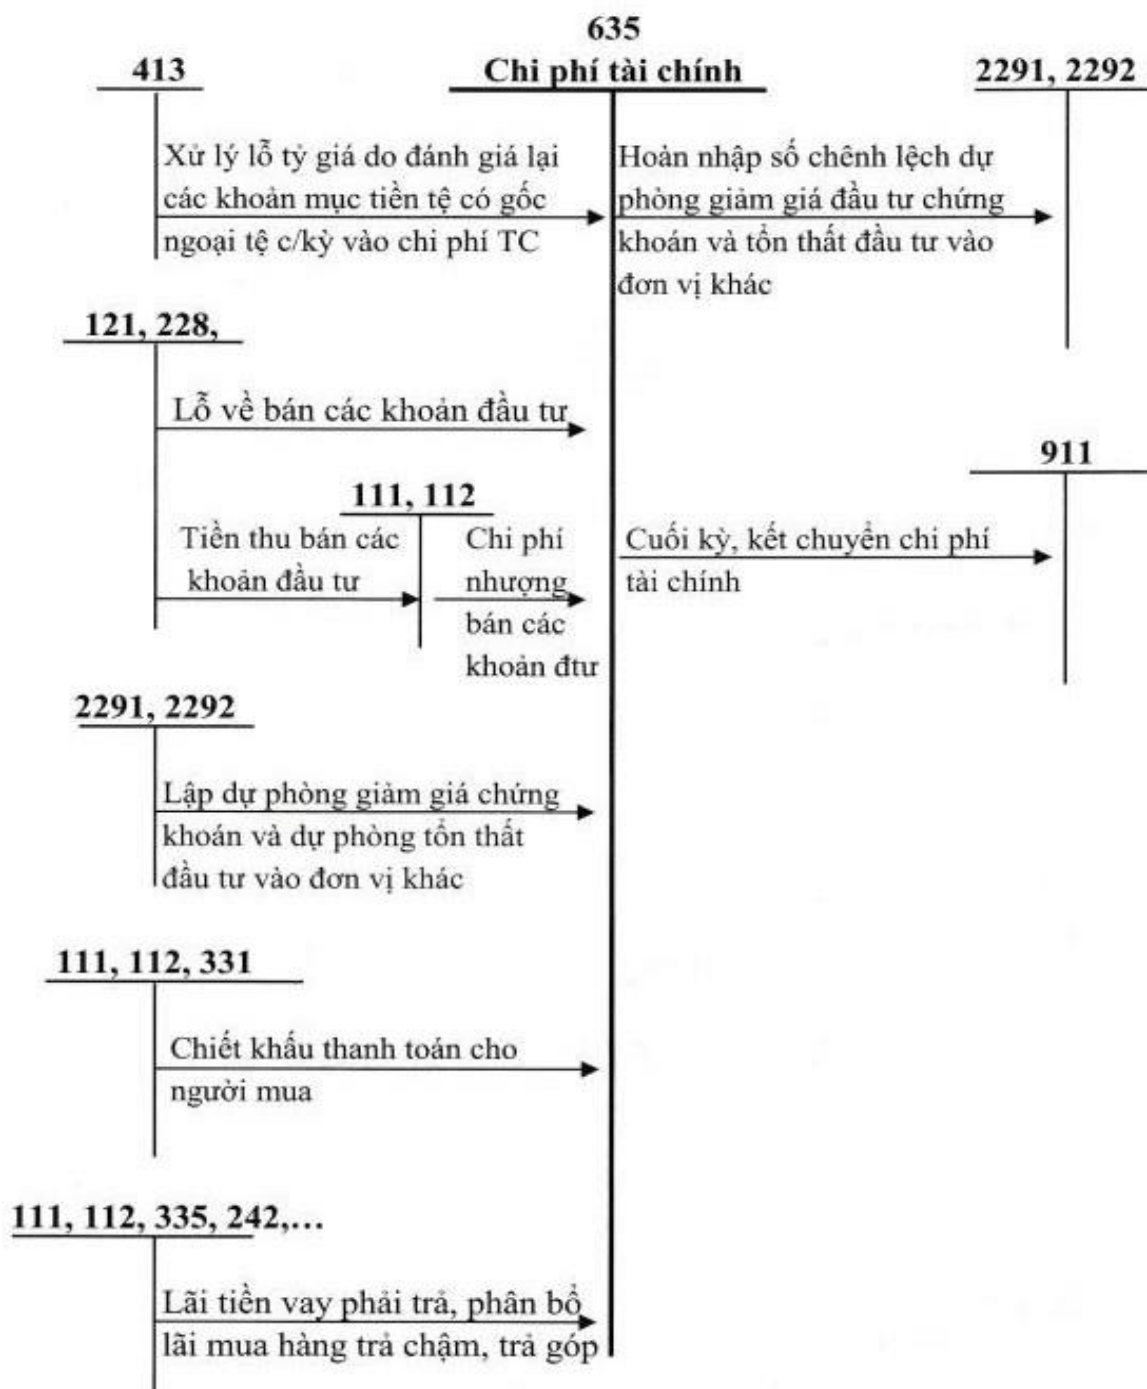 635
413
Chi phí tài chính
2291, 2292
Xử lý lỗ tỷ giá do đánh giá lại
các khoản mục tiền tệ có gốc
ngoại tệ c/kỳ vào chi phí TC
Hoàn nhập số chênh lệch dự
phòng giảm giá đầu tư chứng
khoán và tổn thất đầu tư vào
đơn vị khác
121, 228,
Lỗ về bán các khoản đầu tư
911
111, 112
Tiền thu bán các
khoản đầu tư
Chi phí
nhượng
bán các
khoản đtư
Cuối kỳ, kết chuyển chi phí
tài chính
2291, 2292
Lập dự phòng giảm giá chứng
khoán và dự phòng tổn thất
đầu tư vào đơn vị khác
111, 112, 331
Chiết khấu thanh toán cho
người mua
111, 112, 335, 242,...
Lãi tiền vay phải trả, phân bổ
lãi mua hàng trả chậm, trả góp